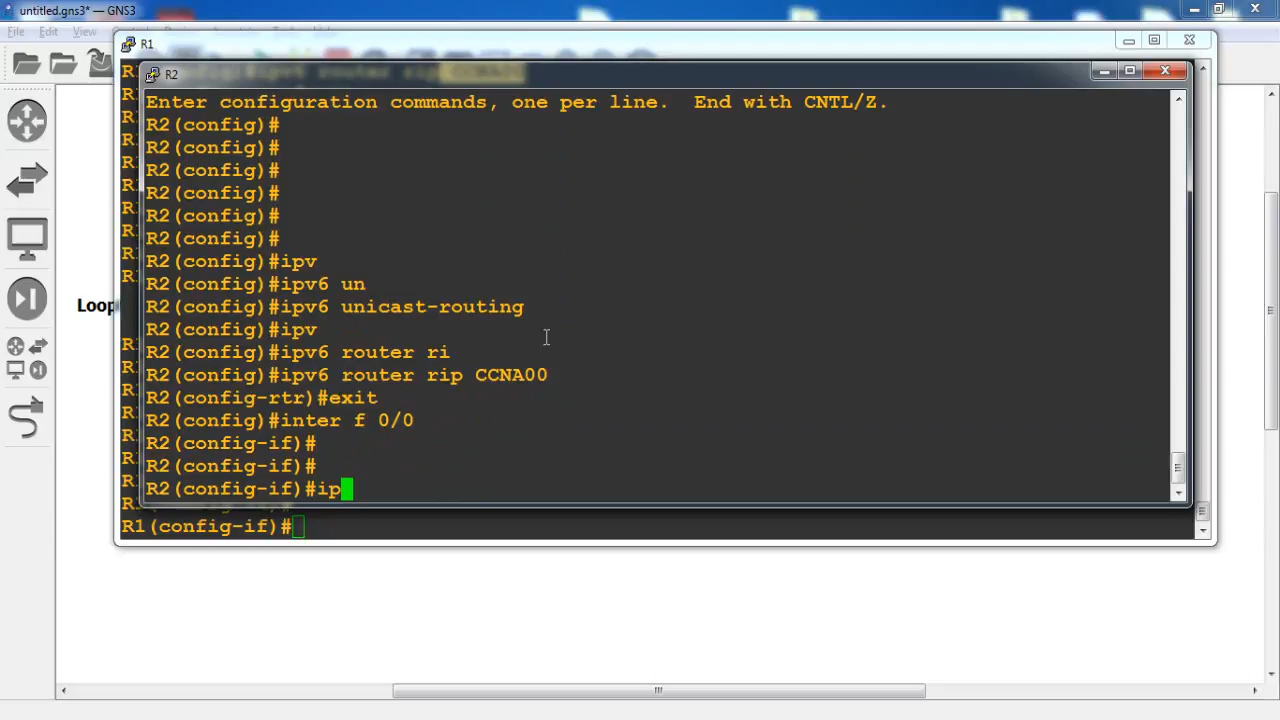 untitled.gns3* — GNS3
File Edit View
R1
R2
Enter configuration commands, one per line. End with CNTL/Z.
R2(config)#
R2(config)#
R2(config)#
R2(config)#
R2(config)#
R2(config)#
R2(config)#ipv
R2(config)#ipv6 un
R2(config)#ipv6 unicast-routing
R2(config)#ipv
R2(config)#ipv6 router ri
R2(config)#ipv6 router rip CCNA00
R2(config-rtr)#exit
R2(config)#inter f 0/0
R2(config-if)#
R2(config-if)#
R2(config-if)#ip
R1(config-if)#
Loop